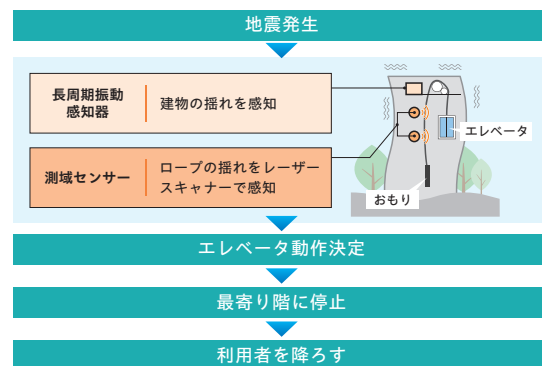 地震発生
長周期振動
感知器
建物の揺れを感知
測域センサー
ロープの揺れをレーザー
スキャナーで感知
エレベータ
おもり
エレベータ動作決定
最寄り階に停止
利用者を降ろす